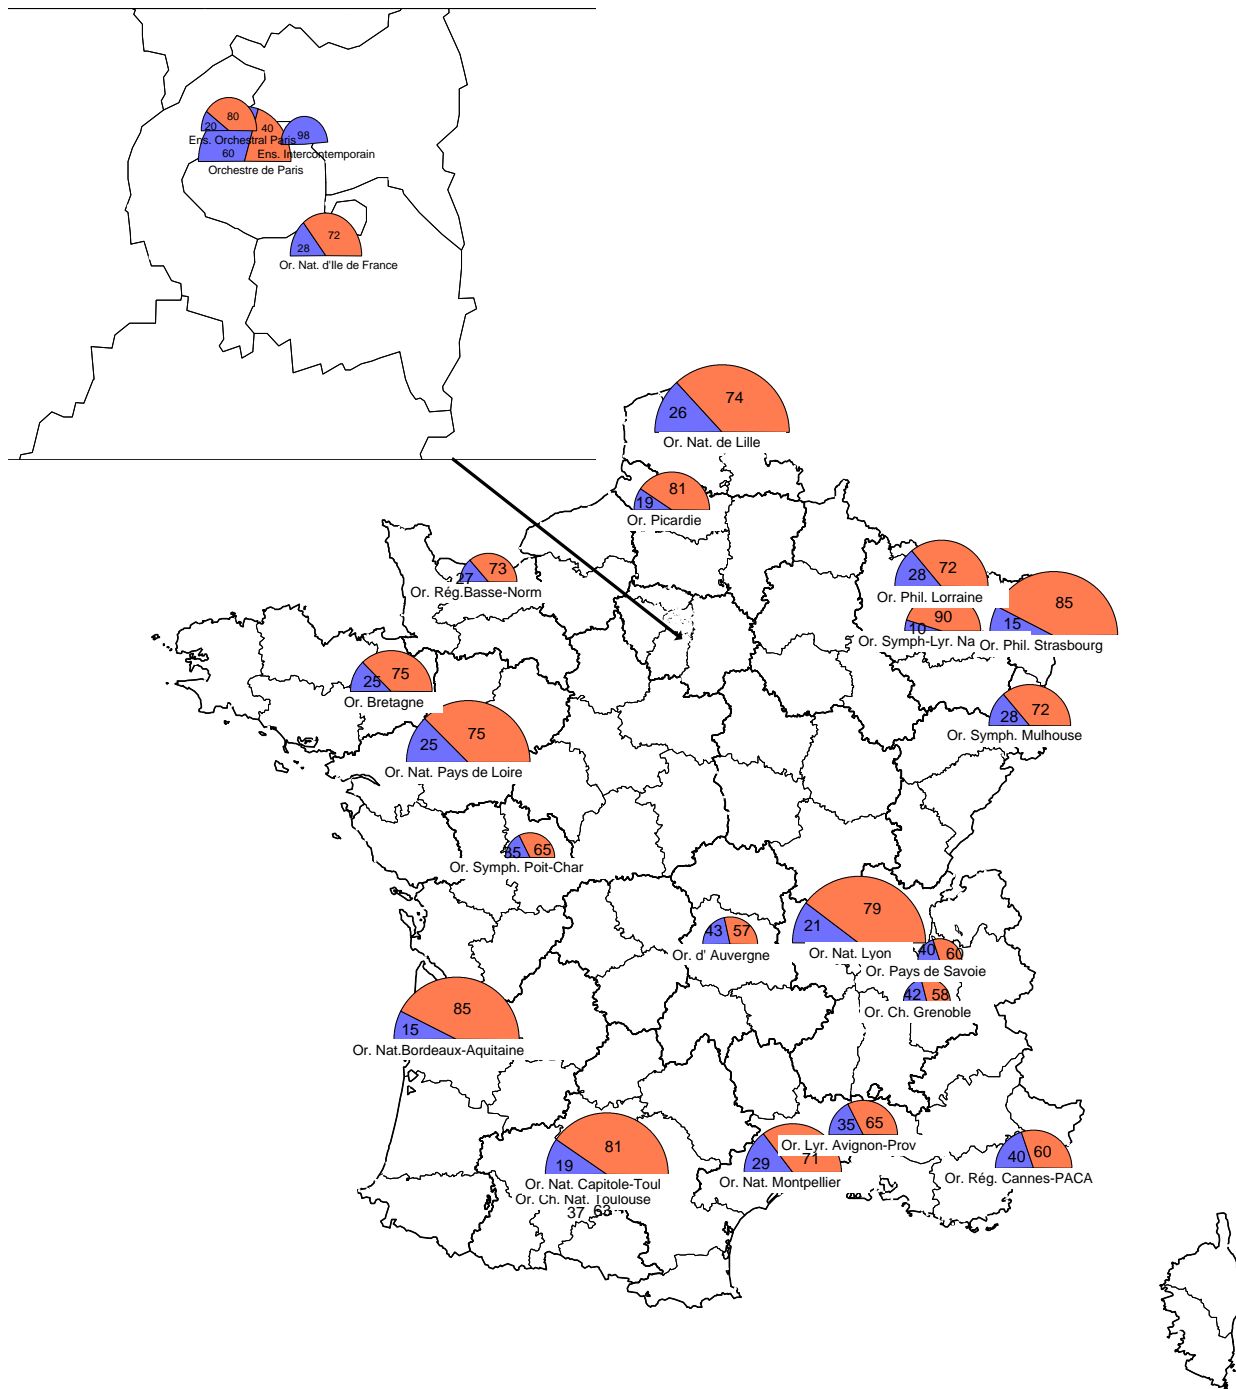 80
20
40
98
Ens. Orchestral Paris
60
Ens. Intercontemporain
Orchestre de Paris
72
28
Or. Nat. d'Ile de France
74
26
Or. Nat. de Lille
81
19
Or. Picardie
73
27
Or. Rég.Basse-Norm
72
28
Or. Phil. Lorraine
85
15
Or. Phil. Strasbourg
90
10
Or. Symph-Lyr. Na
75
25
Or. Bretagne
72
28
Or. Symph. Mulhouse
75
25
Or. Nat. Pays de Loire
35
65
Or. Symph. Poit-Char
79
21
Or. Nat. Lyon
43
57
Or. d' Auvergne
40
60
Or. Pays de Savoie
42
58
Or. Ch. Grenoble
85
15
Or. Nat.Bordeaux-Aquitaine
35
65
Or. Lyr. Avignon-Prov
81
19
Or. Nat. Capitole-Toul
Or. Ch. Nat. Toulouse
37
63
29
71
Or. Nat. Montpellier
40
60
Or. Rég. Cannes-PACA